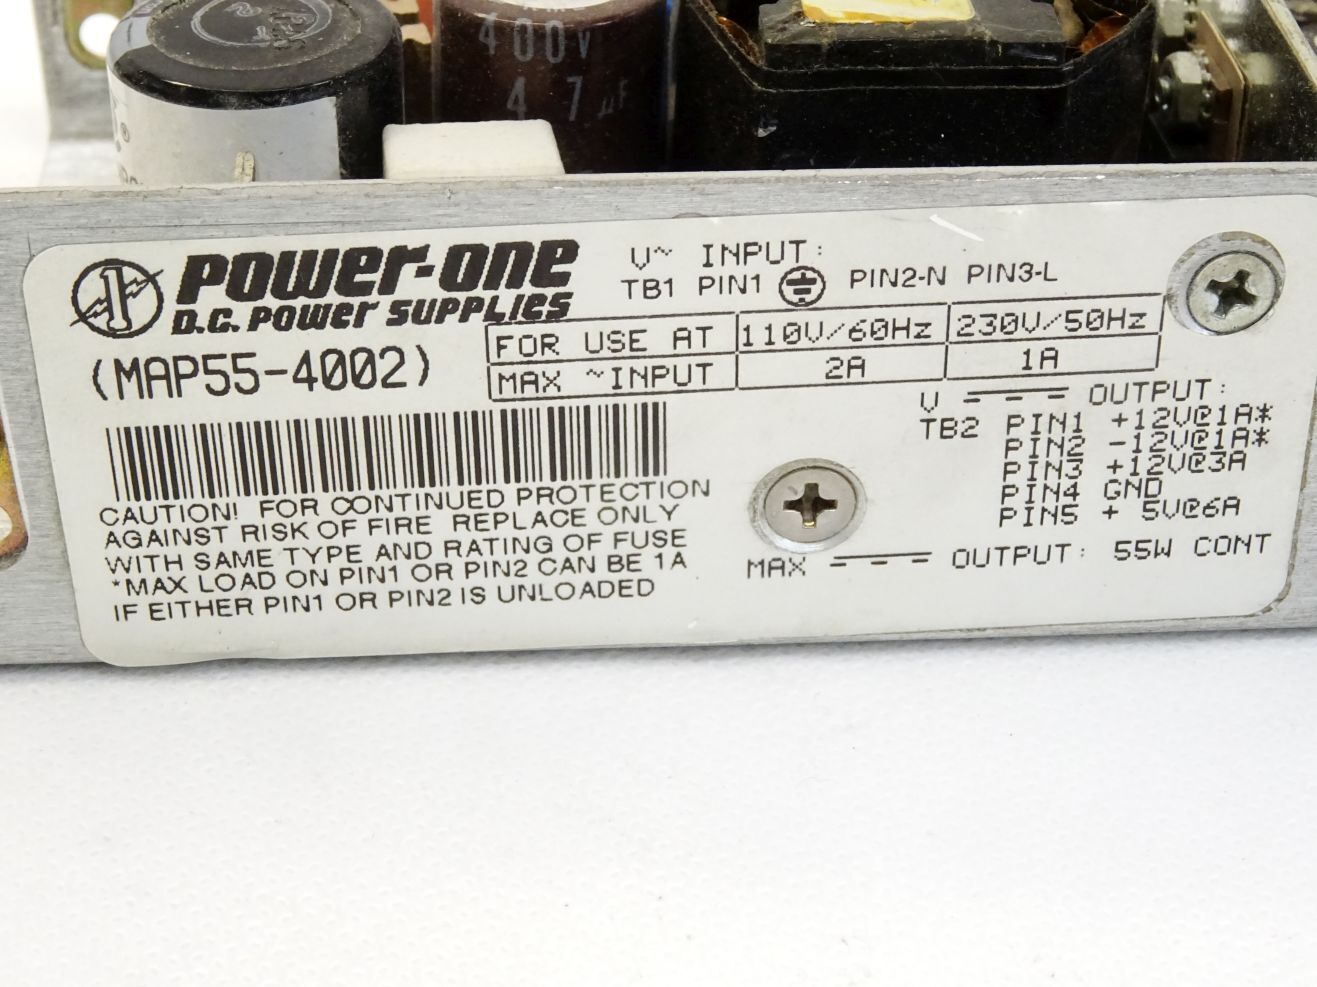 400V
47µF
POWER-ONE
D.C. POWER SUPPLIES
(MAP55-4002)
V~ INPUT:
TB1 PIN1 PIN2-N PIN3-L
FOR USE AT 110V/60Hz 230V/50Hz
MAX ~INPUT 2A 1A
V OUTPUT:
TB2 PIN1 +12V@1A*
PIN2 -12V@1A*
PIN3 +12V@3A
PIN4 GND
PIN5 + 5V@6A
MAX OUTPUT: 55W CONT
CAUTION! FOR CONTINUED PROTECTION
AGAINST RISK OF FIRE REPLACE ONLY
WITH SAME TYPE AND RATING OF FUSE
*MAX LOAD ON PIN1 OR PIN2 CAN BE 1A
IF EITHER PIN1 OR PIN2 IS UNLOADED